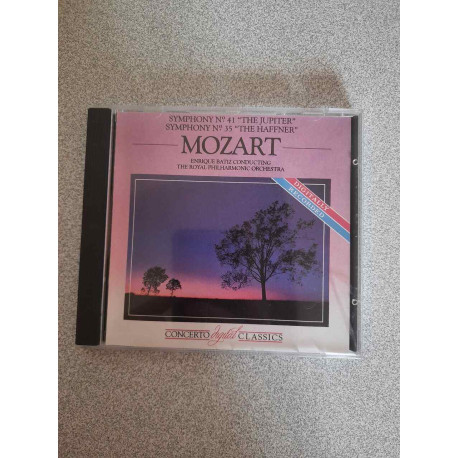 SYMPHONY Nº 41 "THE JUPITER"
SYMPHONY Nº 35 "THE HAFFNER"
MOZART
ENRIQUE BATIZ CONDUCTING
THE ROYAL PHILHARMONIC ORCHESTRA
DIGITALLY
RECORDED
CONCERTO digital CLASSICS